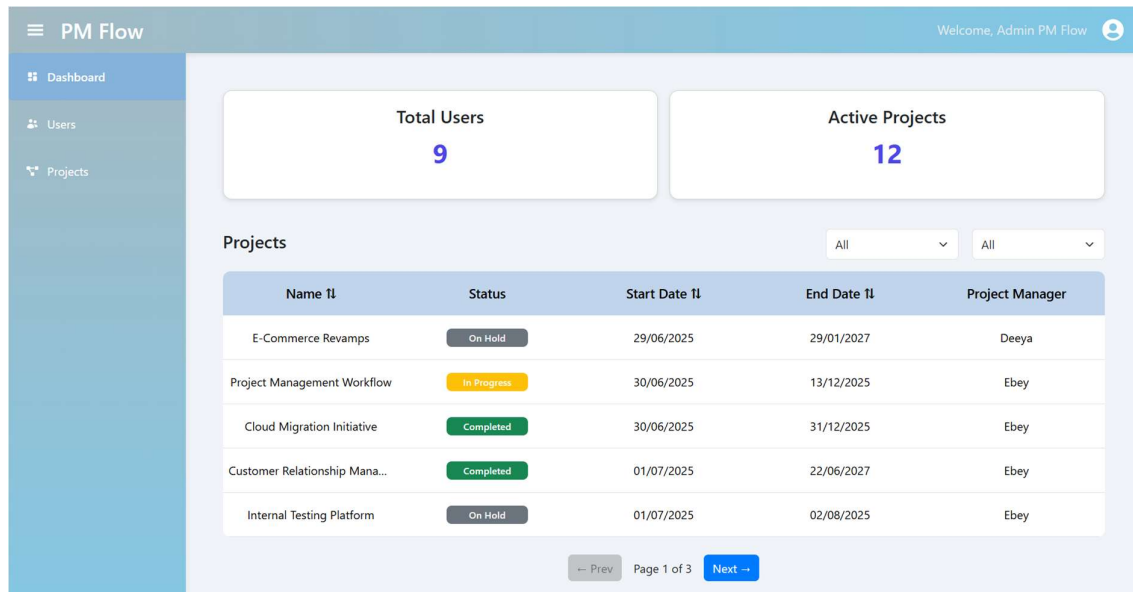 PM Flow
Welcome, Admin PM Flow
Dashboard
Users
Projects
Total Users
9
Active Projects
12
Projects
All
All
Name Status Start Date End Date Project Manager
E-Commerce Revamps On Hold 29/06/2025 29/01/2027 Deeya
Project Management Workflow In Progress 30/06/2025 13/12/2025 Ebey
Cloud Migration Initiative Completed 30/06/2025 31/12/2025 Ebey
Customer Relationship Mana... Completed 01/07/2025 22/06/2027 Ebey
Internal Testing Platform On Hold 01/07/2025 02/08/2025 Ebey
← Prev Page 1 of 3 Next →